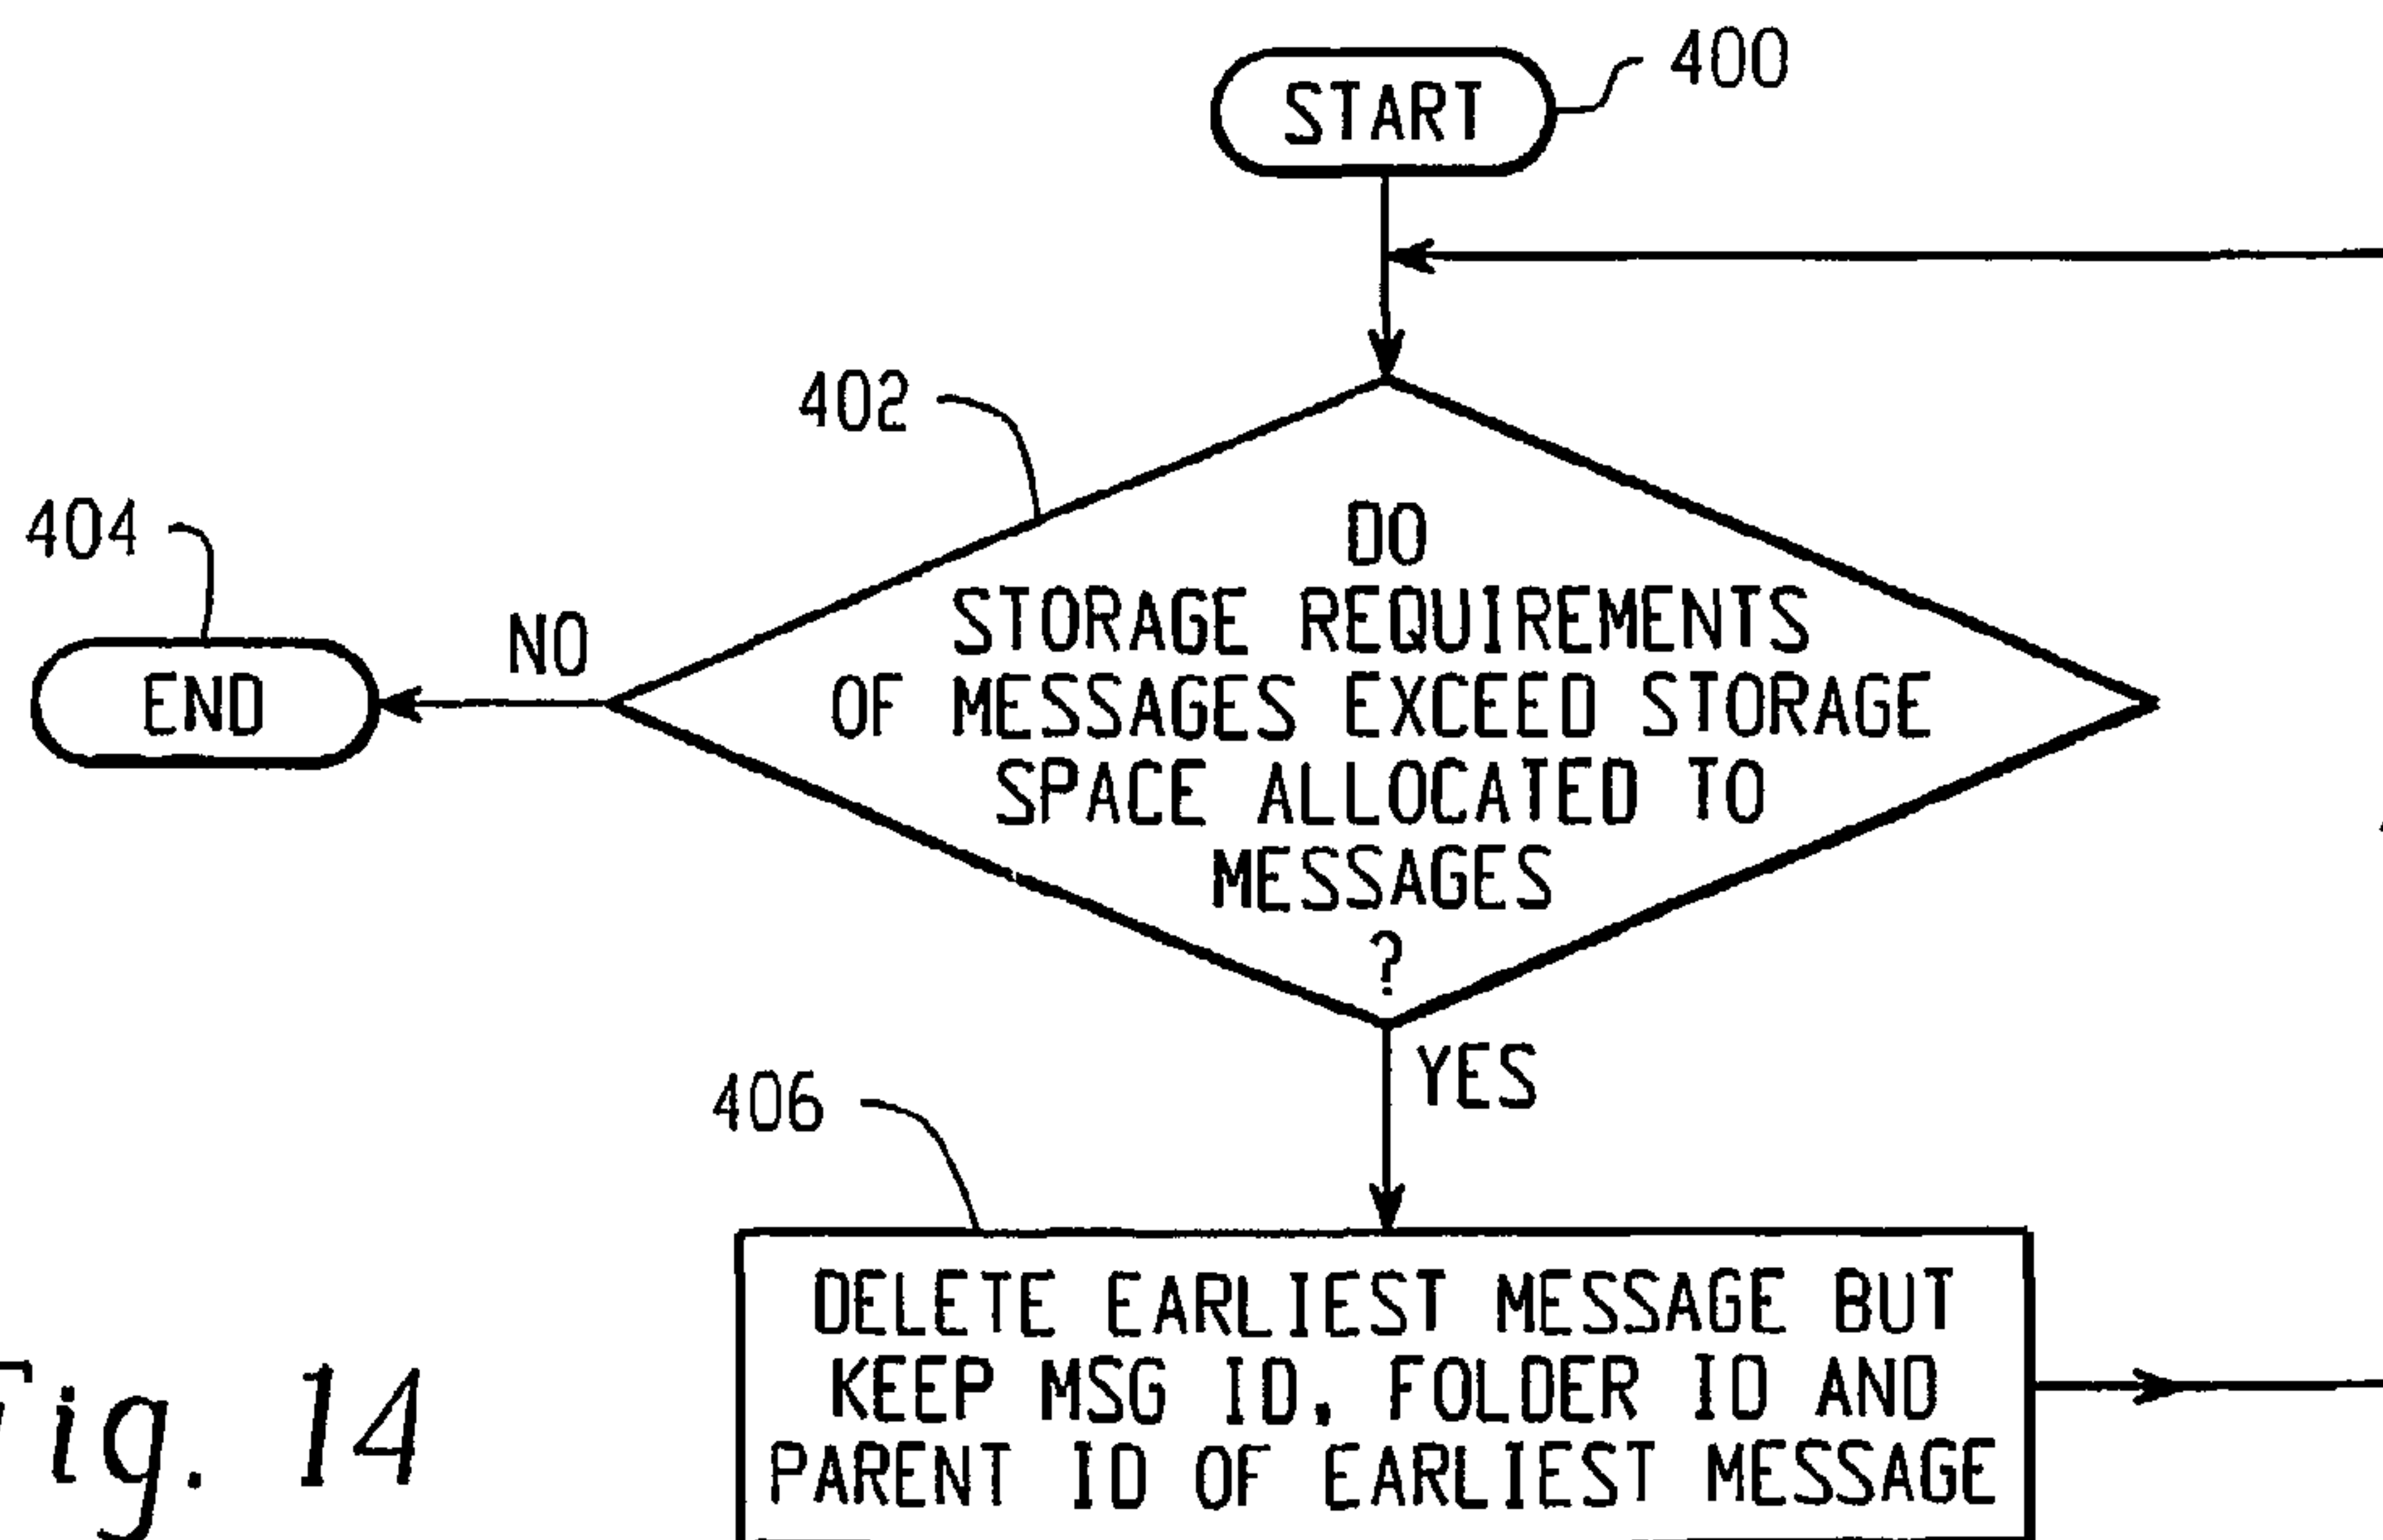 START
400
402
DO
STORAGE REQUIREMENTS
OF MESSAGES EXCEED STORAGE
SPACE ALLOCATED TO
MESSAGES
?
404
END
NO
YES
406
DELETE EARLIEST MESSAGE BUT
KEEP MSG ID, FOLDER ID AND
PARENT ID OF EARLIEST MESSAGE
Fig. 14